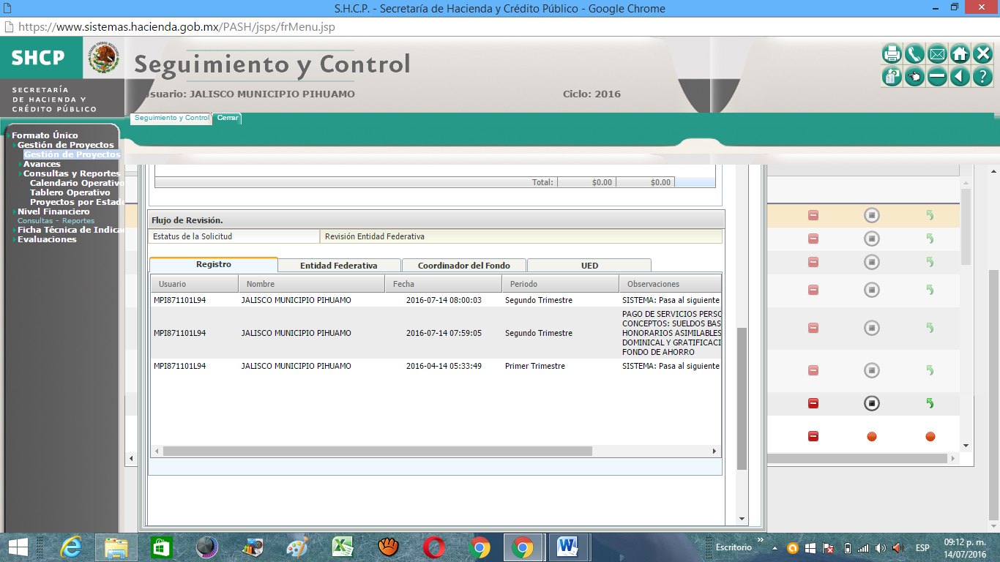 S.H.C.P. - Secretaría de Hacienda y Crédito Público - Google Chrome
https://www.sistemas.hacienda.gob.mx/PASH/jsps/frMenu.jsp
SHCP
SECRETARÍA
DE HACIENDA Y
CRÉDITO PÚBLICO
Seguimiento y Control
Usuario: JALISCO MUNICIPIO PIHUAMO
Ciclo: 2016
Seguimiento y Control
Cerrar
Formato Único
Gestión de Proyectos
Gestión de Proyectos
Avances
Consultas y Reportes
Calendario Operativo
Tablero Operativo
Proyectos por Estad
Nivel Financiero
Consultas - Reportes
Ficha Técnica de Indica
Evaluaciones
Total: $0.00 $0.00
Flujo de Revisión.
Estatus de la Solicitud Revisión Entidad Federativa
Registro Entidad Federativa Coordinador del Fondo UED
Usuario Nombre Fecha Periodo Observaciones
MPI871101L94 JALISCO MUNICIPIO PIHUAMO 2016-07-14 08:00:03 Segundo Trimestre SISTEMA: Pasa al siguiente
MPI871101L94 JALISCO MUNICIPIO PIHUAMO 2016-07-14 07:59:05 Segundo Trimestre
PAGO DE SERVICIOS PERSO
CONCEPTOS: SUELDOS BAS
HONORARIOS ASIMILABLES
DOMINICAL Y GRATIFICACI
FONDO DE AHORRO
MPI871101L94 JALISCO MUNICIPIO PIHUAMO 2016-04-14 05:33:49 Primer Trimestre SISTEMA: Pasa al siguiente
Escritorio
ESP
09:12 p. m.
14/07/2016